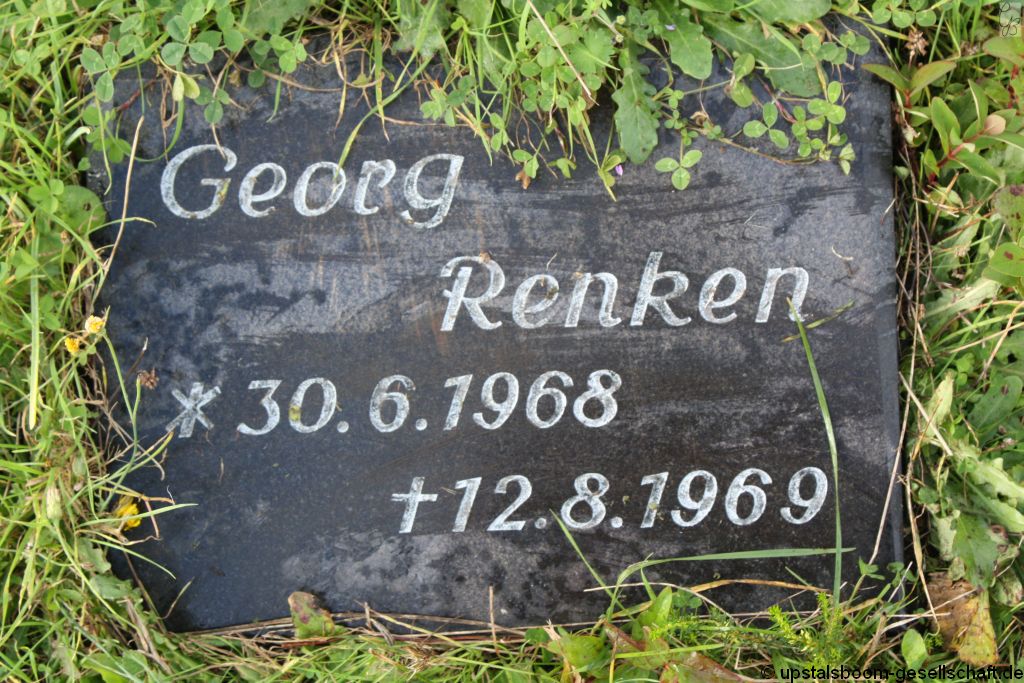 Georg
Renken
* 30. 6. 1968
† 12. 8. 1969
© upstalsboom-gesellschaft.de